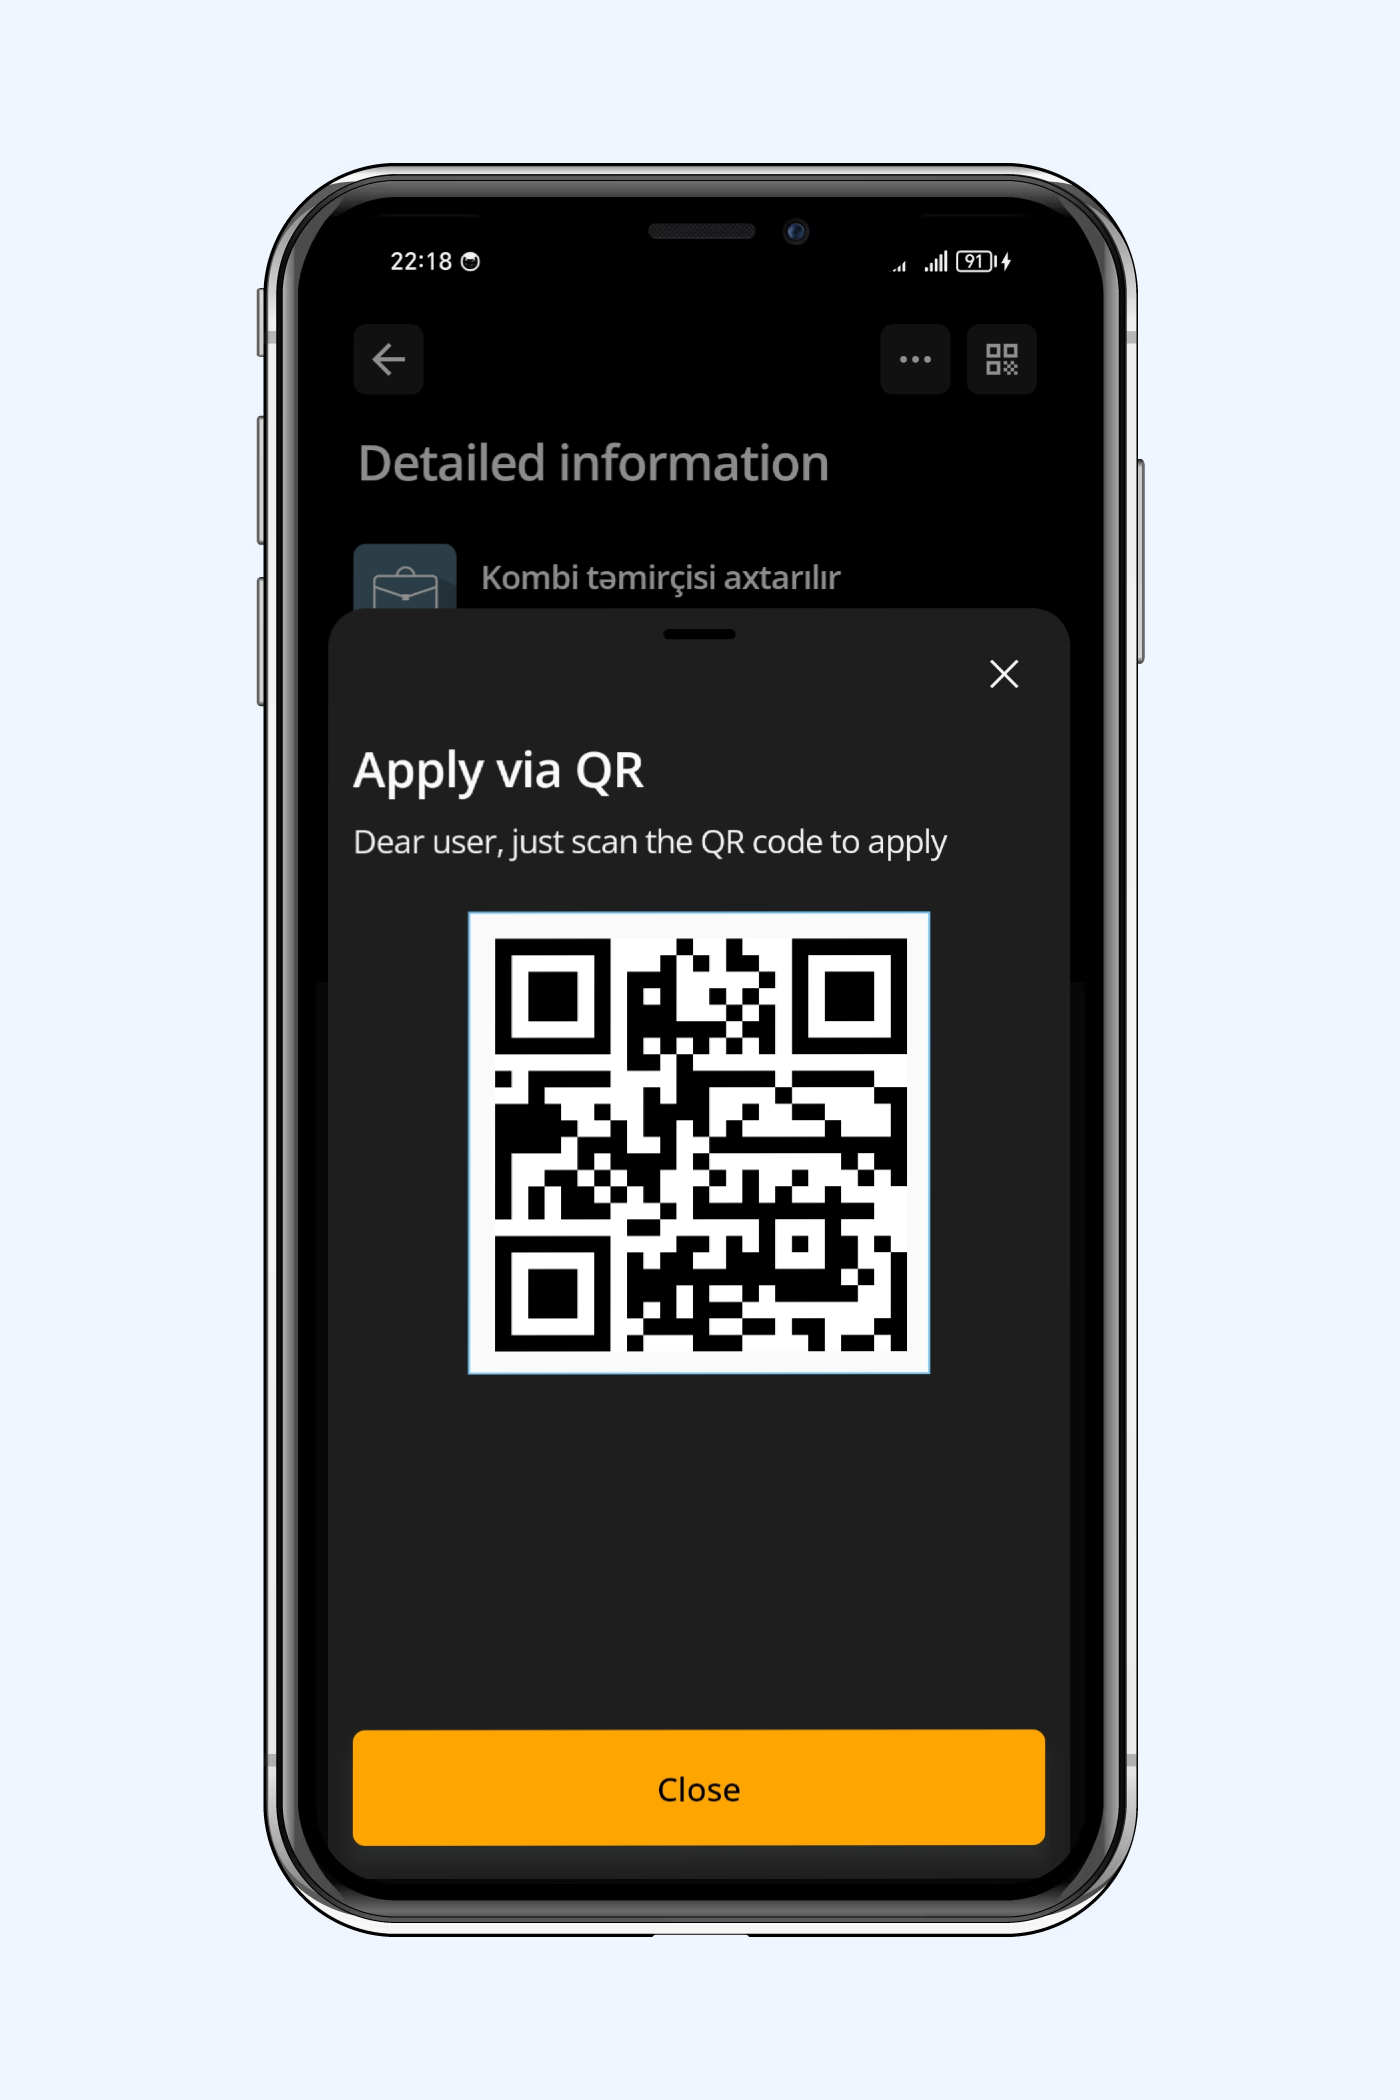 22:18
91
Detailed information
Kombi təmirçisi axtarılır
Apply via QR
Dear user, just scan the QR code to apply
Close